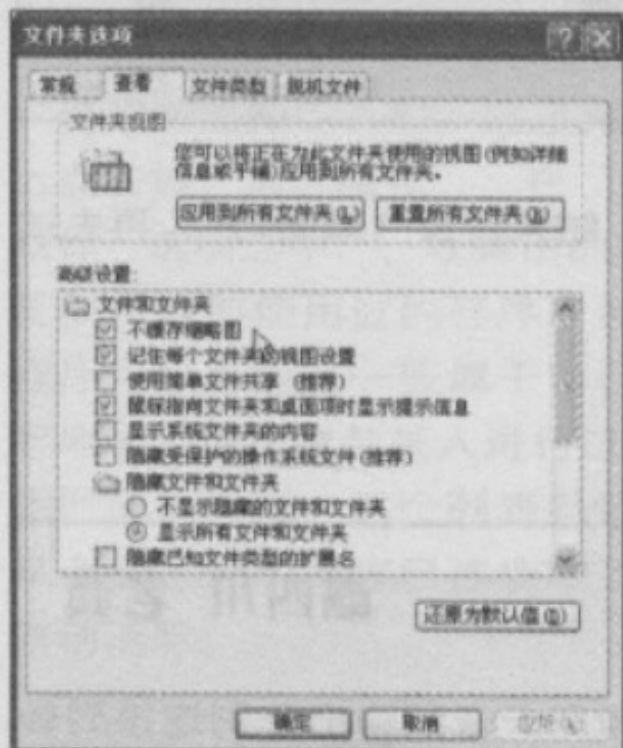 文件夹选项
常规 查看 文件类型 脱机文件
文件夹视图
您可以将正在为此文件夹使用的视图(例如详细
信息或平铺)应用到所有文件夹。
应用到所有文件夹(L) 重置所有文件夹(R)
高级设置:
文件和文件夹
不缓存缩略图
记住每个文件夹的视图设置
使用简单文件共享 (推荐)
鼠标指向文件夹和桌面项时显示提示信息
显示系统文件夹的内容
隐藏受保护的操作系统文件(推荐)
隐藏文件和文件夹
不显示隐藏的文件和文件夹
显示所有文件和文件夹
隐藏已知文件类型的扩展名
还原为默认值(D)
确定 取消 应用(A)